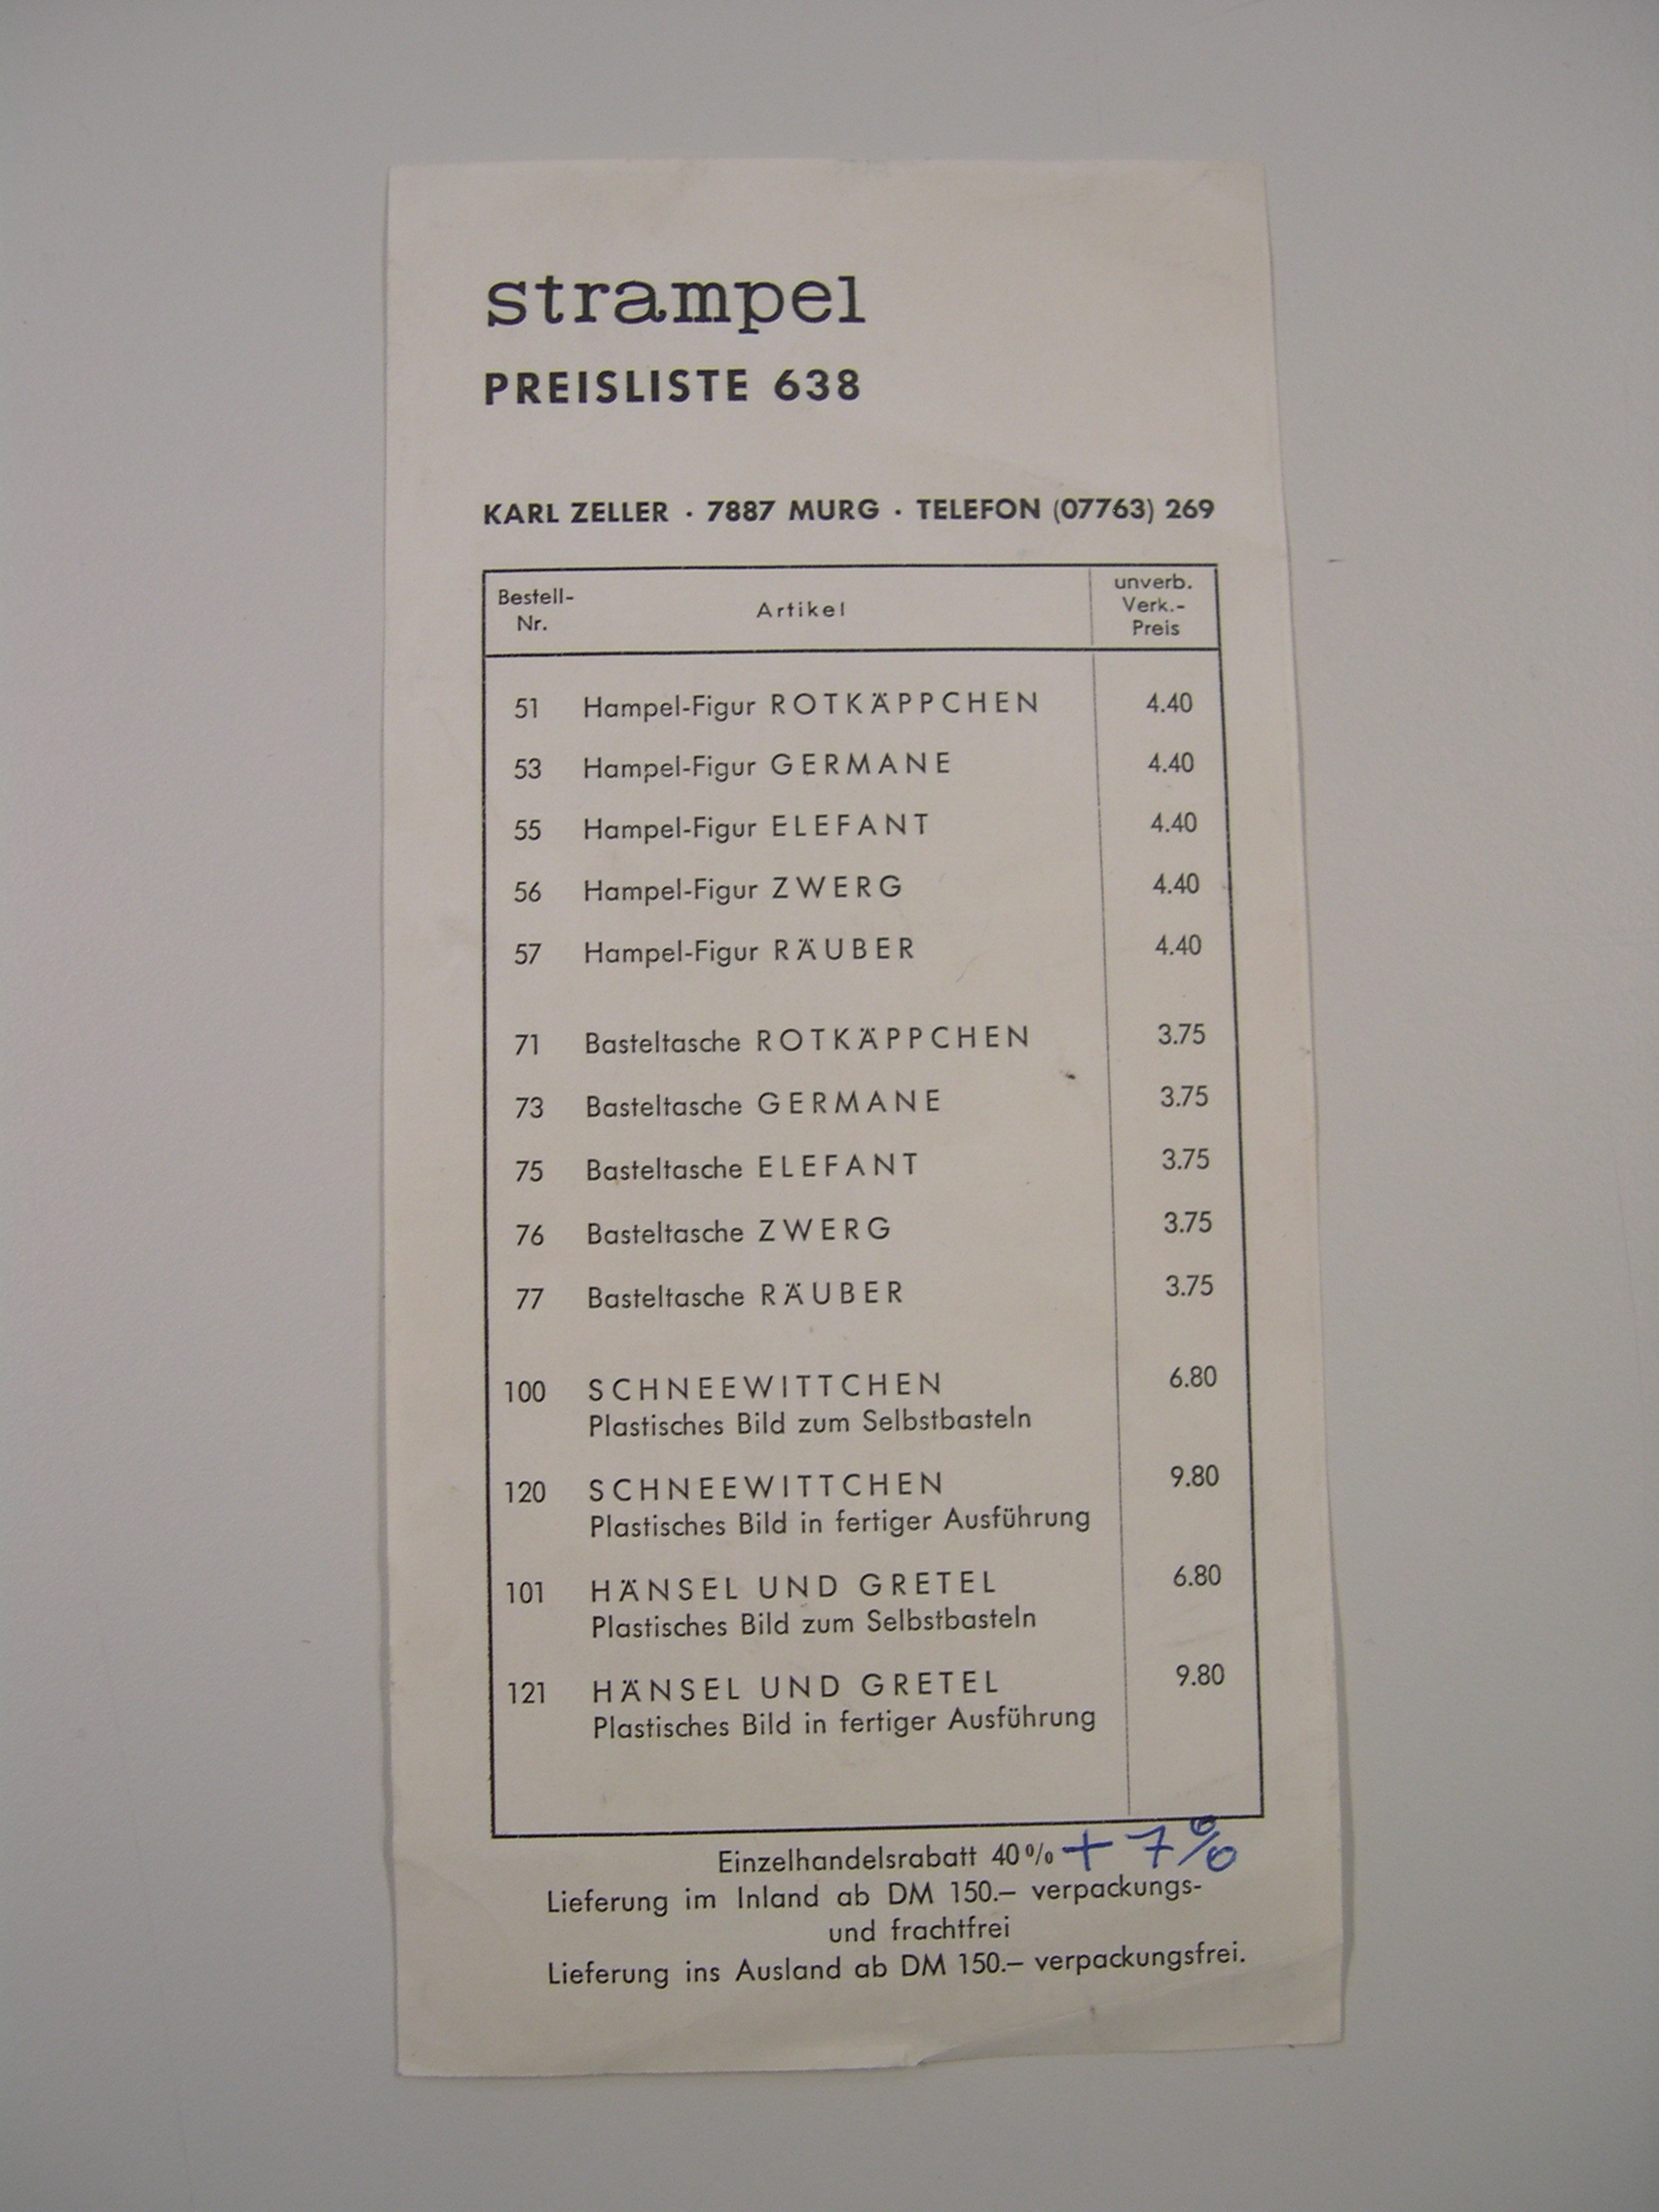 strampel
PREISLISTE 638
KARL ZELLER · 7887 MURG · TELEFON (07763) 269
Bestell-
Nr.
Artikel
unverb.
Verk.-
Preis
51 Hampel-Figur ROTKÄPPCHEN 4.40
53 Hampel-Figur GERMANE 4.40
55 Hampel-Figur ELEFANT 4.40
56 Hampel-Figur ZWERG 4.40
57 Hampel-Figur RÄUBER 4.40
71 Basteltasche ROTKÄPPCHEN 3.75
73 Basteltasche GERMANE 3.75
75 Basteltasche ELEFANT 3.75
76 Basteltasche ZWERG 3.75
77 Basteltasche RÄUBER 3.75
100 SCHNEEWITTCHEN 6.80
Plastisches Bild zum Selbstbasteln
120 SCHNEEWITTCHEN 9.80
Plastisches Bild in fertiger Ausführung
101 HÄNSEL UND GRETEL 6.80
Plastisches Bild zum Selbstbasteln
121 HÄNSEL UND GRETEL 9.80
Plastisches Bild in fertiger Ausführung
Einzelhandelsrabatt 40% + 7%
Lieferung im Inland ab DM 150.– verpackungs-
und frachtfrei
Lieferung ins Ausland ab DM 150.– verpackungsfrei.